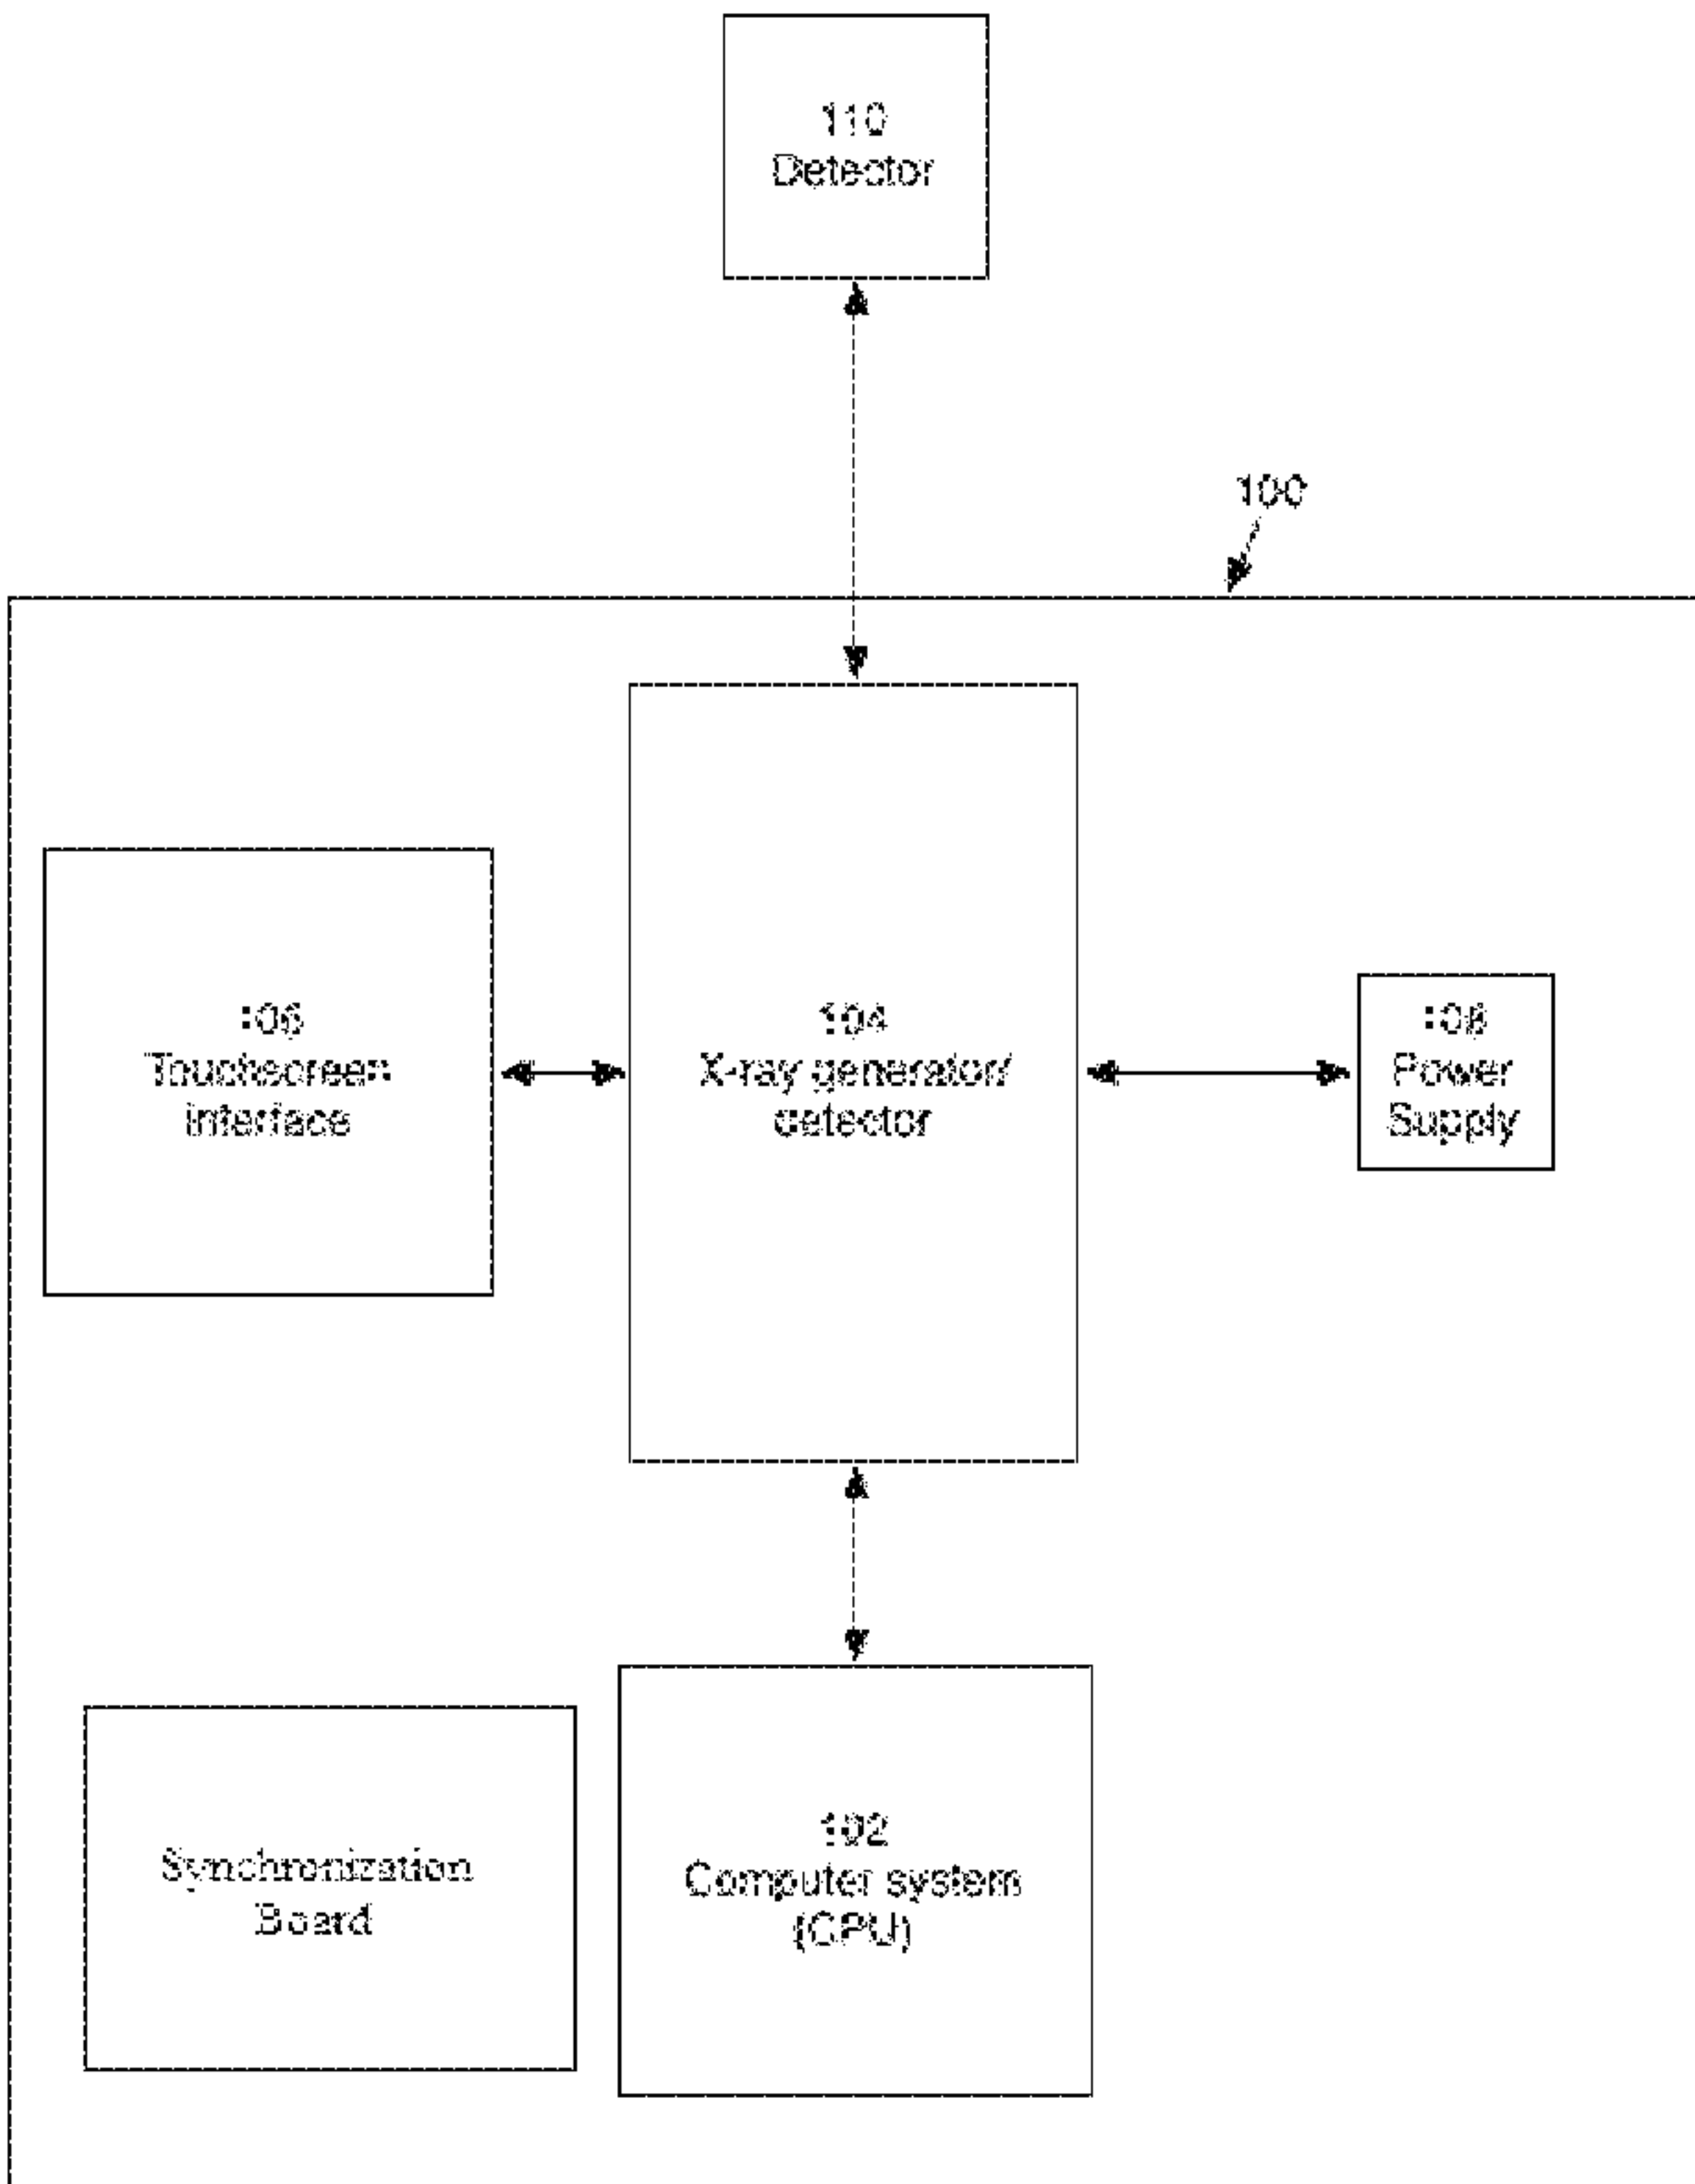 110
Detector
100
106
Touchscreen
interface
104
X-ray generator/
detector
108
Power
Supply
Synchronization
Board
102
Computer system
(CPU)